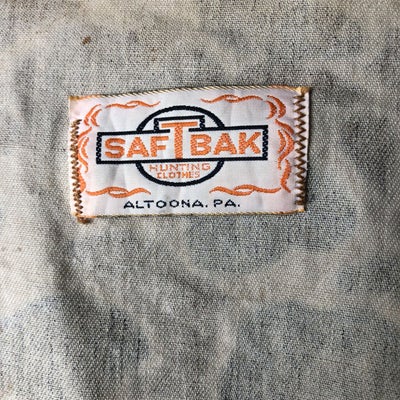 SAFTBAK
HUNTING
CLOTHES
ALTOONA, PA.